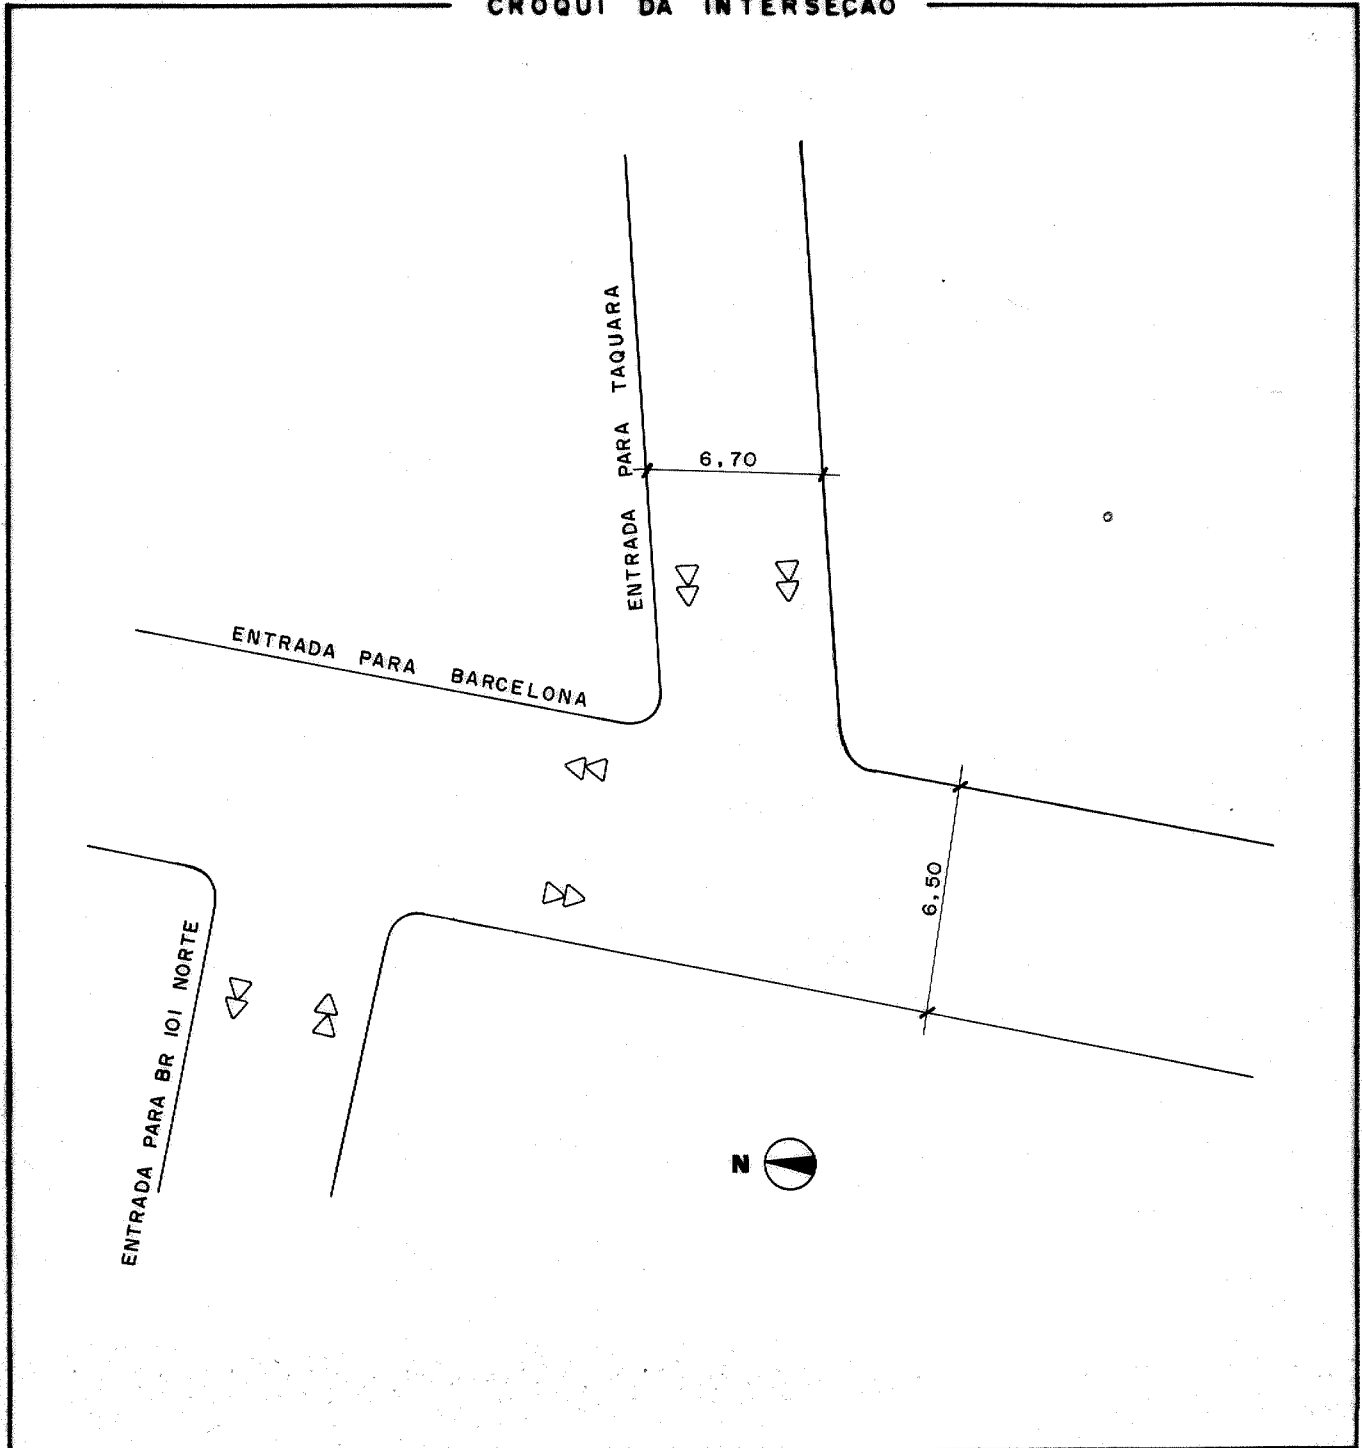 CROQUI DA INTERSEÇÃO
ENTRADA PARA TAQUARA
6,70
ENTRADA PARA BARCELONA
6,50
ENTRADA PARA BR 101 NORTE
N